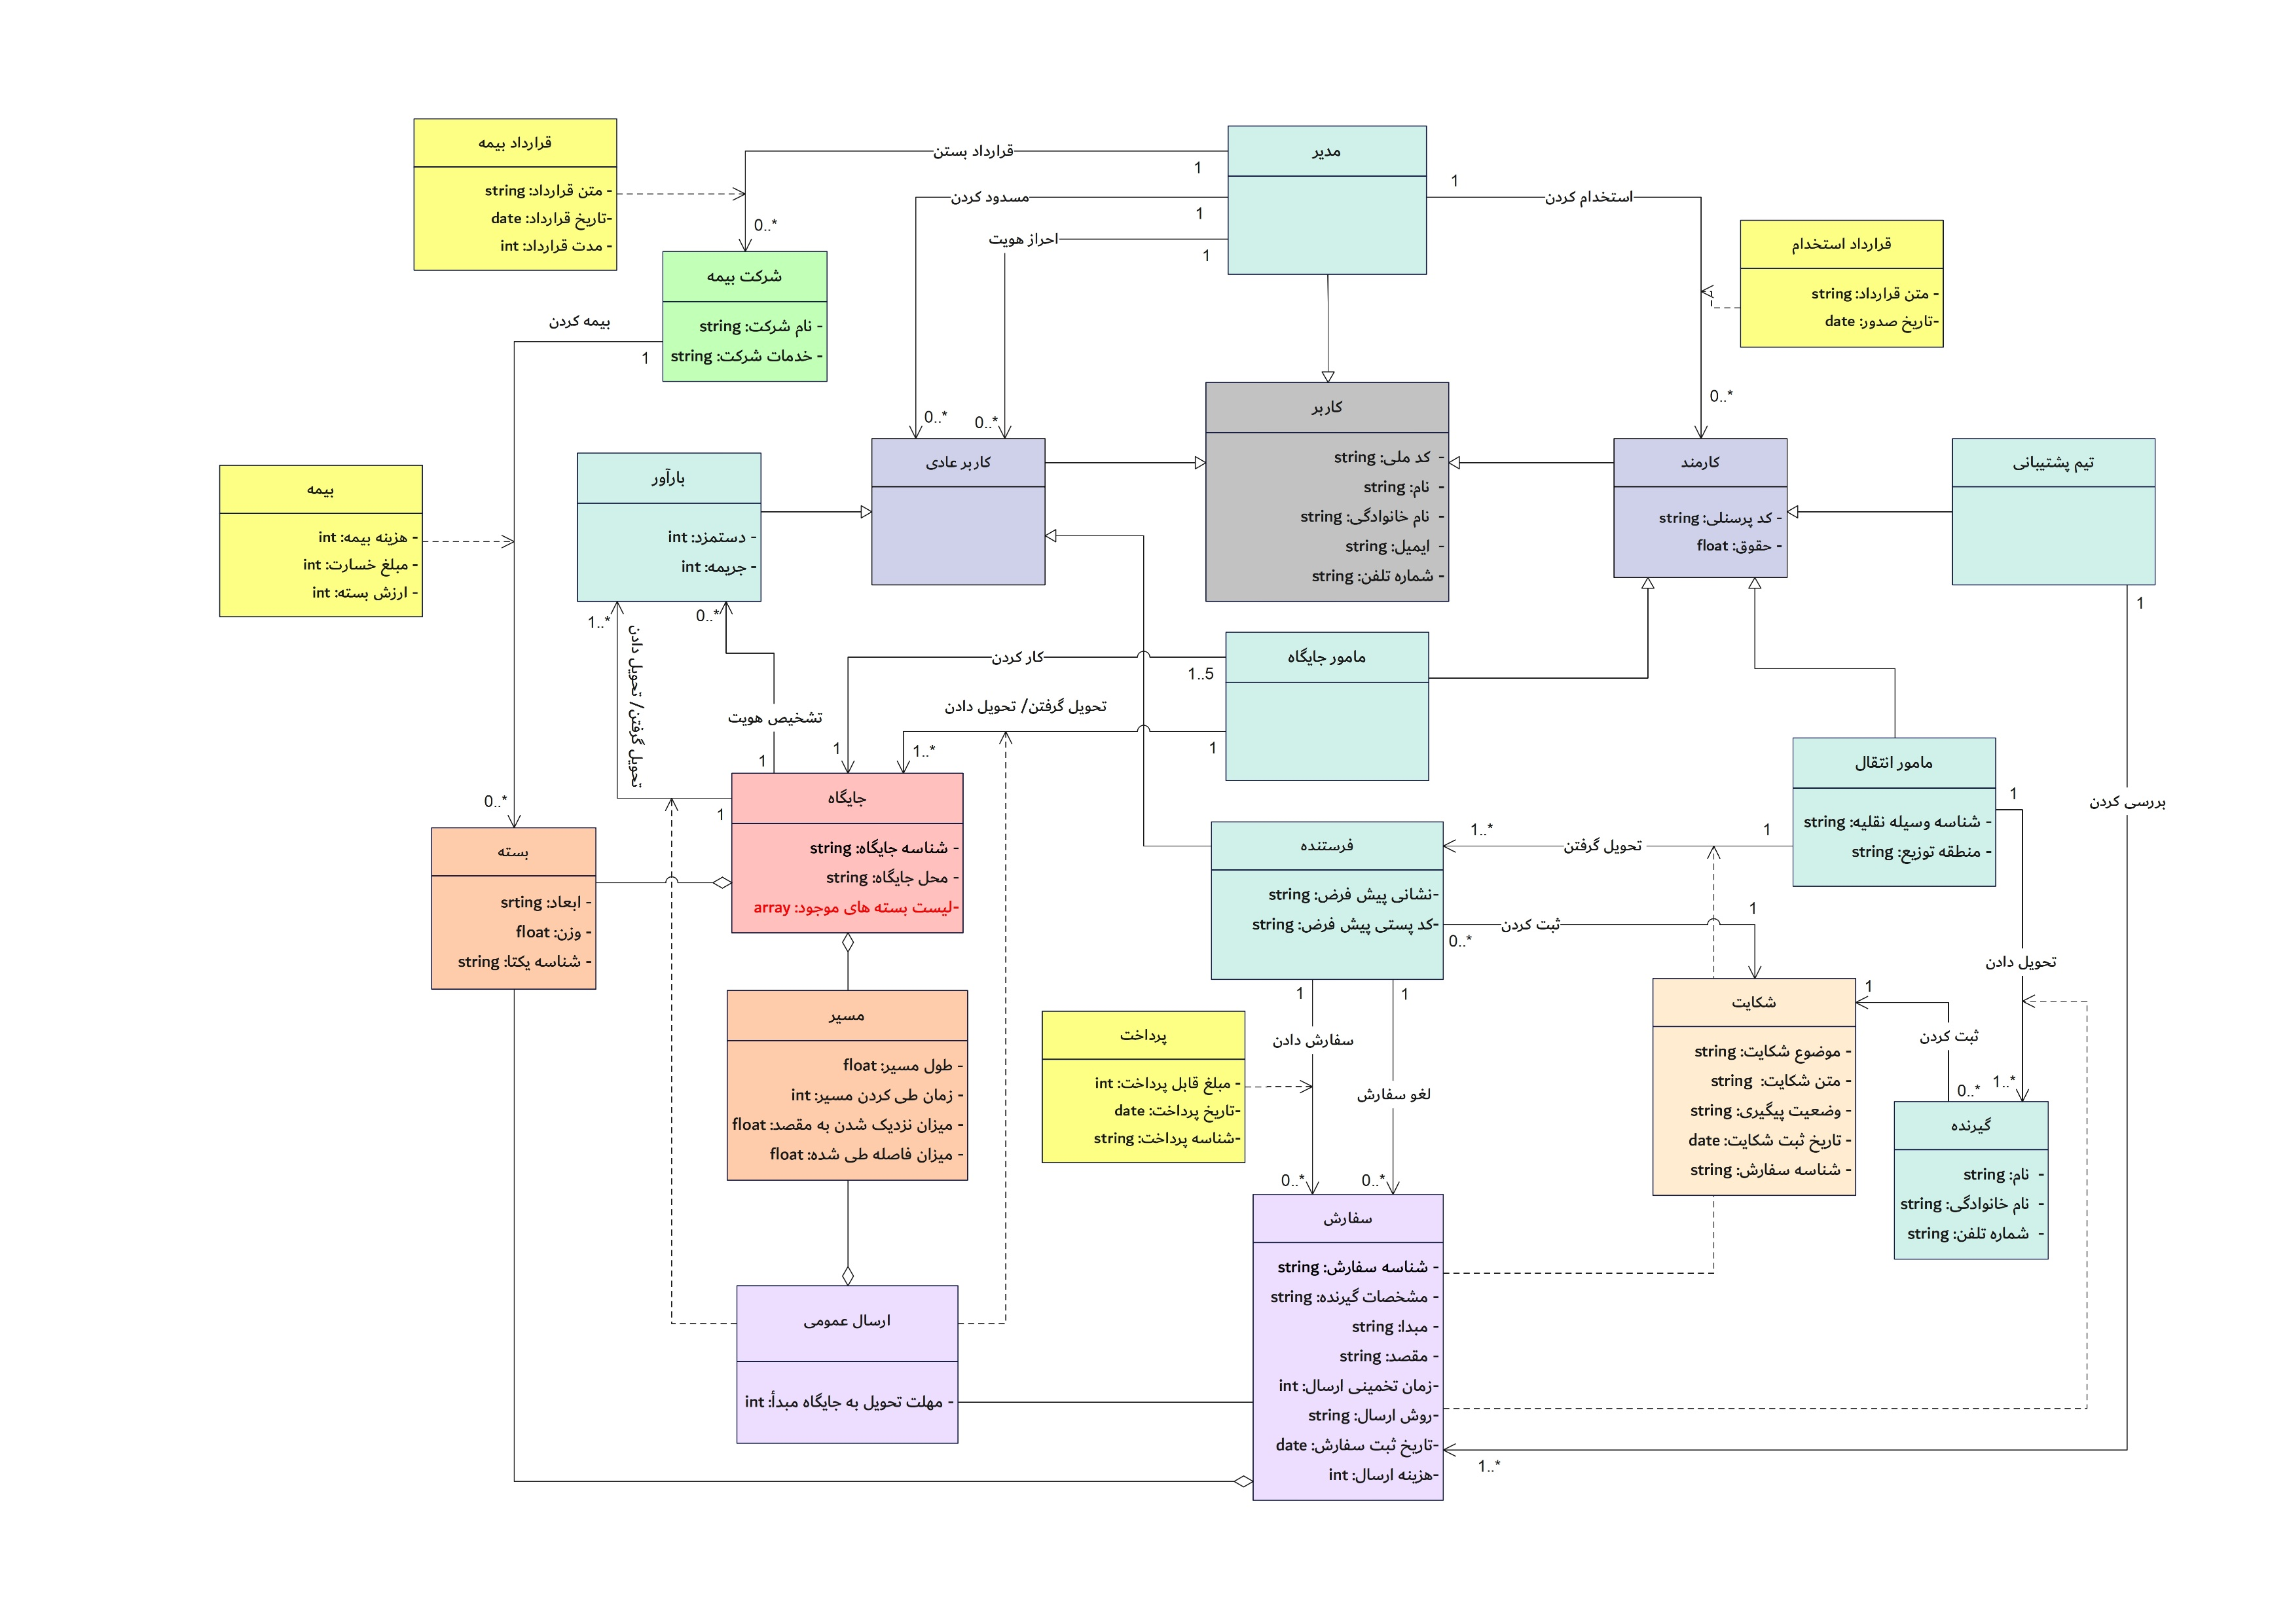 قرارداد بیمه
- متن قرارداد: string
-تاریخ قرارداد: date
- مدت قرارداد: int
قرارداد بستن
1
0..*
مدیر
مسدود کردن
1
احراز هویت
1
1
استخدام کردن
قرارداد استخدام
- متن قرارداد: string
-تاریخ صدور: date
0..*
شرکت بیمه
- نام شرکت: string
- خدمات شرکت: string
بیمه کردن
1
0..*
0..*
کاربر
- کد ملی: string
- نام: string
- نام خانوادگی: string
- ایمیل: string
- شماره تلفن: string
کاربر عادی
کارمند
- کد پرسنلی: string
- حقوق: float
تیم پشتیبانی
1
بارآور
- دستمزد: int
- جریمه: int
بیمه
- هزینه بیمه: int
- مبلغ خسارت: int
- ارزش بسته: int
1..*
0..*
تحویل گرفتن/ تحویل دادن
تشخیص هویت
1
کار کردن
1..5
1
مامور جایگاه
تحویل گرفتن/ تحویل دادن
1..*
1
مامور انتقال
- شناسه وسیله نقلیه: string
- منطقه توزیع: string
1
بررسی کردن
0..*
جایگاه
- شناسه جایگاه: string
- محل جایگاه: string
-لیست بسته های موجود: array
1
بسته
- ابعاد: srting
- وزن: float
- شناسه یکتا: string
فرستنده
-نشانی پیش فرض: string
-کد پستی پیش فرض: string
1..*
تحویل گرفتن
1
ثبت کردن
0..*
1
تحویل دادن
1..*
شکایت
- موضوع شکایت: string
- متن شکایت: string
- وضعیت پیگیری: string
- تاریخ ثبت شکایت: date
- شناسه سفارش: string
1
ثبت کردن
0..*
گیرنده
- نام: string
- نام خانوادگی: string
- شماره تلفن: string
مسیر
- طول مسیر: float
- زمان طی کردن مسیر: int
- میزان نزدیک شدن به مقصد: float
- میزان فاصله طی شده: float
پرداخت
- مبلغ قابل پرداخت: int
-تاریخ پرداخت: date
-شناسه پرداخت: string
1
سفارش دادن
0..*
1
لغو سفارش
0..*
سفارش
- شناسه سفارش: string
- مشخصات گیرنده: string
- مبدا: string
- مقصد: string
-زمان تخمینی ارسال: int
-روش ارسال: string
-تاریخ ثبت سفارش: date
-هزینه ارسال: int
1..*
ارسال عمومی
- مهلت تحویل به جایگاه مبدأ: int